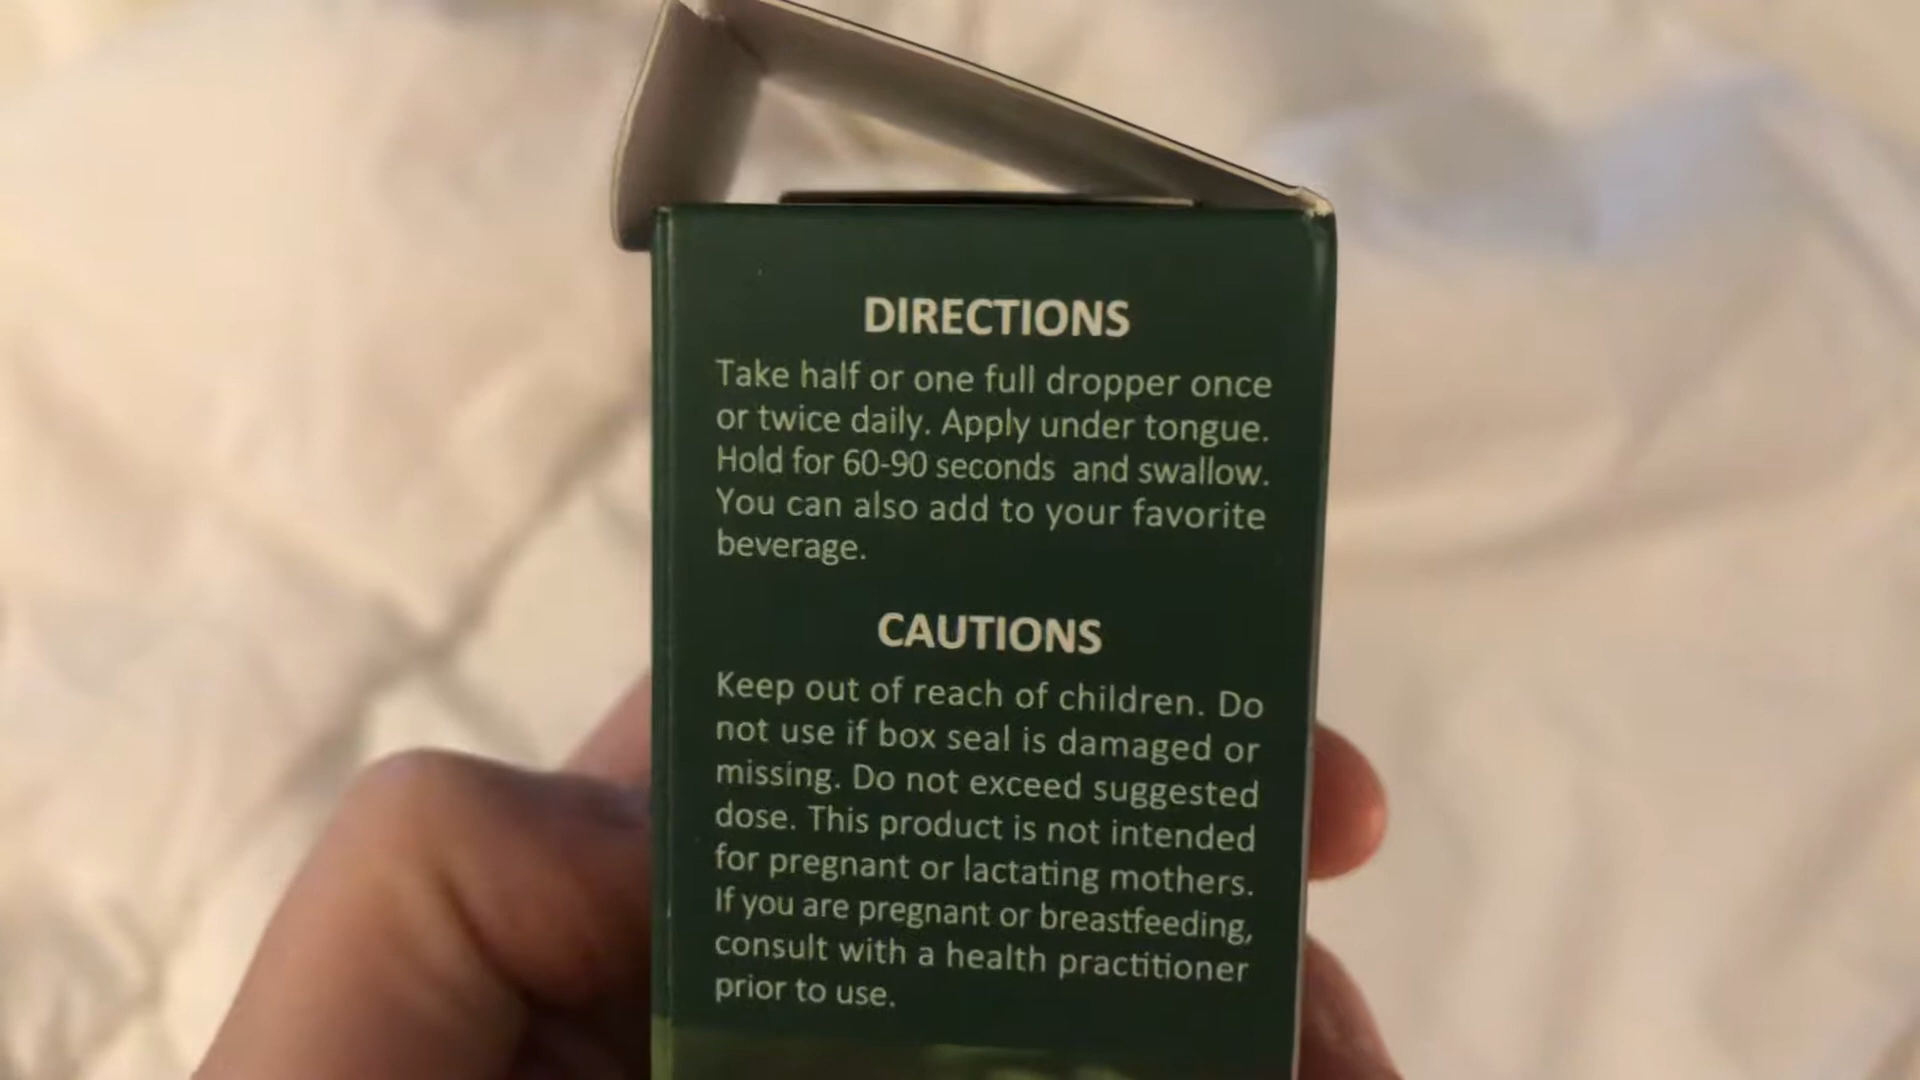 DIRECTIONS
Take half or one full dropper once
or twice daily. Apply under tongue.
Hold for 60-90 seconds and swallow.
You can also add to your favorite
beverage.
CAUTIONS
Keep out of reach of children. Do
not use if box seal is damaged or
missing. Do not exceed suggested
dose. This product is not intended
for pregnant or lactating mothers.
If you are pregnant or breastfeeding,
consult with a health practitioner
prior to use.